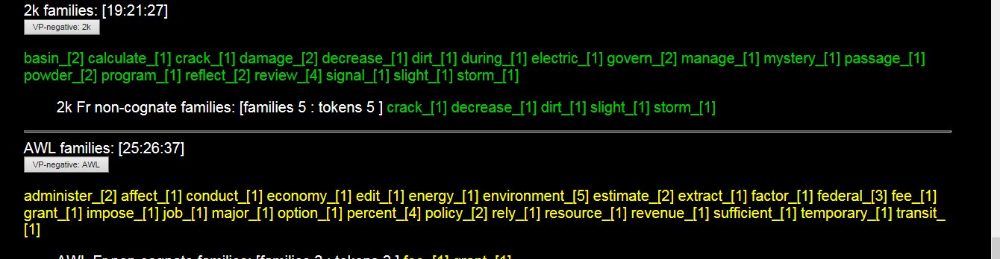 2k families: [19:21:27]
VP-negative: 2k
basin_[2] calculate_[1] crack_[1] damage_[2] decrease_[1] dirt_[1] during_[1] electric_[1] govern_[2] manage_[1] mystery_[1] passage_[1]
powder_[2] program_[1] reflect_[2] review_[4] signal_[1] slight_[1] storm_[1]
2k Fr non-cognate families: [families 5 : tokens 5 ] crack_[1] decrease_[1] dirt_[1] slight_[1] storm_[1]
AWL families: [25:26:37]
VP-negative: AWL
administer_[2] affect_[1] conduct_[1] economy_[1] edit_[1] energy_[1] environment_[5] estimate_[2] extract_[1] factor_[1] federal_[3] fee_[1]
grant_[1] impose_[1] job_[1] major_[1] option_[1] percent_[4] policy_[2] rely_[1] resource_[1] revenue_[1] sufficient_[1] temporary_[1] transit_
[1]
AWL Fr non-cognate families: [families 2 : tokens 2 ] fee_[1] grant_[1]